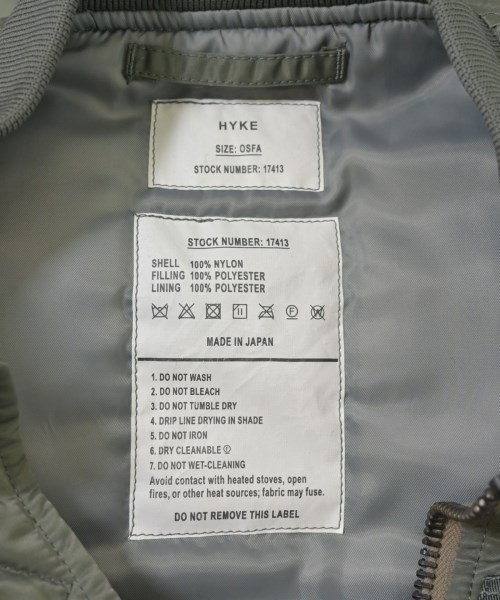 HYKE
SIZE: OSFA
STOCK NUMBER: 17413
STOCK NUMBER: 17413
SHELL 100% NYLON
FILLING 100% POLYESTER
LINING 100% POLYESTER
MADE IN JAPAN
1. DO NOT WASH
2. DO NOT BLEACH
3. DO NOT TUMBLE DRY
4. DRIP LINE DRYING IN SHADE
5. DO NOT IRON
6. DRY CLEANABLE Ⓕ
7. DO NOT WET-CLEANING
Avoid contact with heated stoves, open
fires, or other heat sources; fabric may fuse.
DO NOT REMOVE THIS LABEL